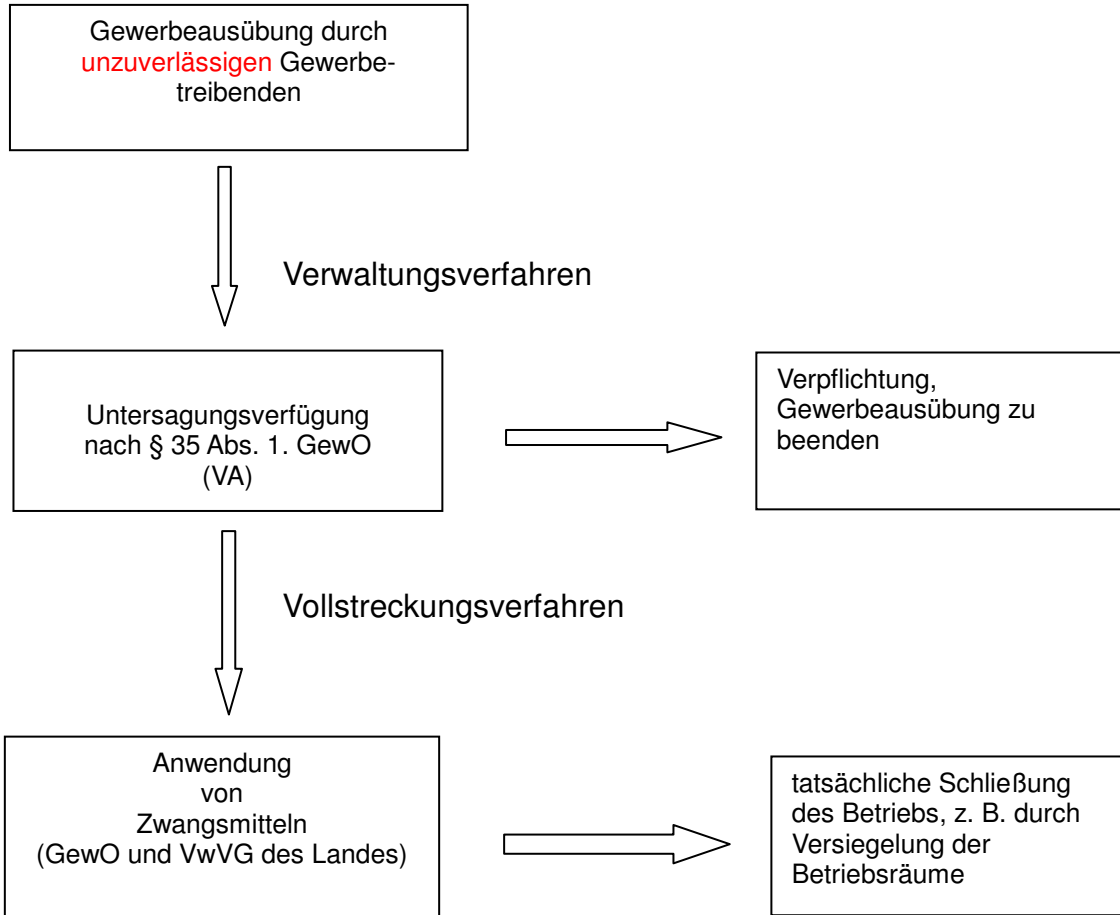 Gewerbeausübung durch
unzuverlässigen Gewerbe-
treibenden
Verwaltungsverfahren
Untersagungsverfügung
nach § 35 Abs. 1. GewO
(VA)
Verpflichtung,
Gewerbeausübung zu
beenden
Vollstreckungsverfahren
Anwendung
von
Zwangsmitteln
(GewO und VwVG des Landes)
tatsächliche Schließung
des Betriebs, z. B. durch
Versiegelung der
Betriebsräume